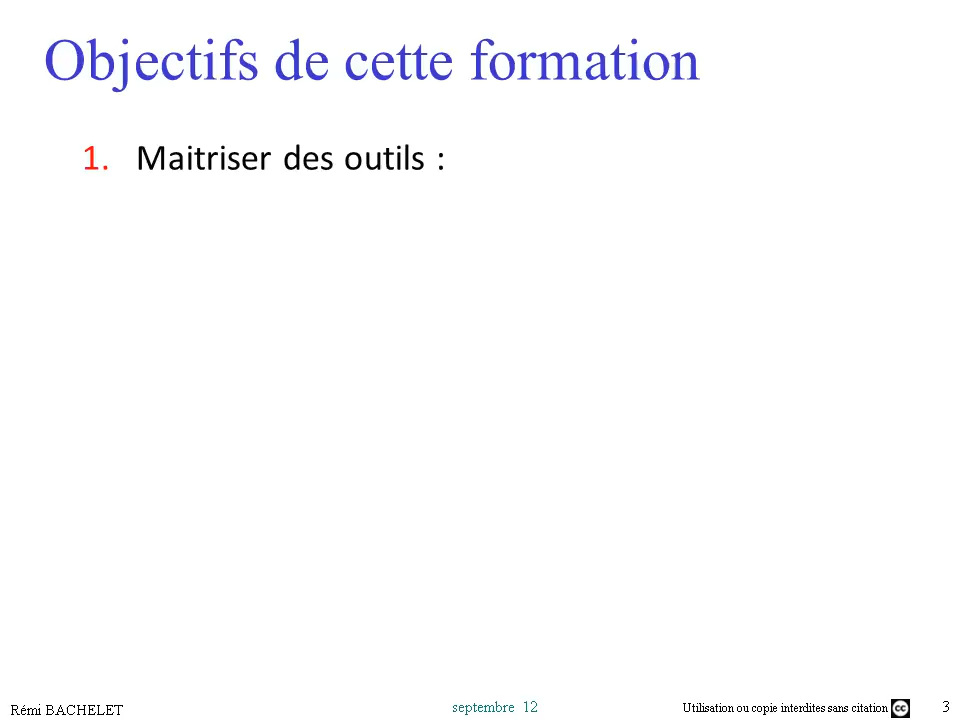 Objectifs de cette formation
1. Maitriser des outils :
Rémi BACHELET
septembre 12
Utilisation ou copie interdites sans citation cc
3